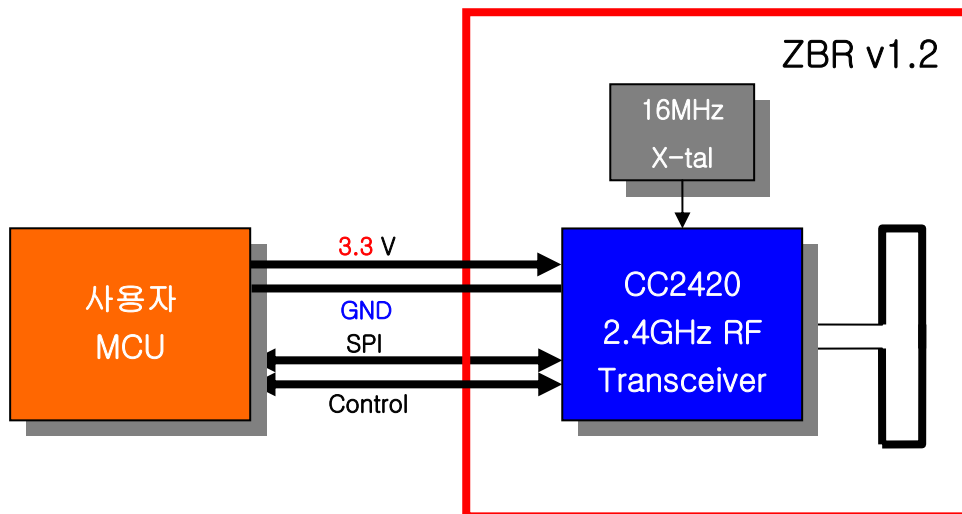 ZBR v1.2
16MHz
X-tal
3.3 V
사용자
MCU
GND
SPI
Control
CC2420
2.4GHz RF
Transceiver